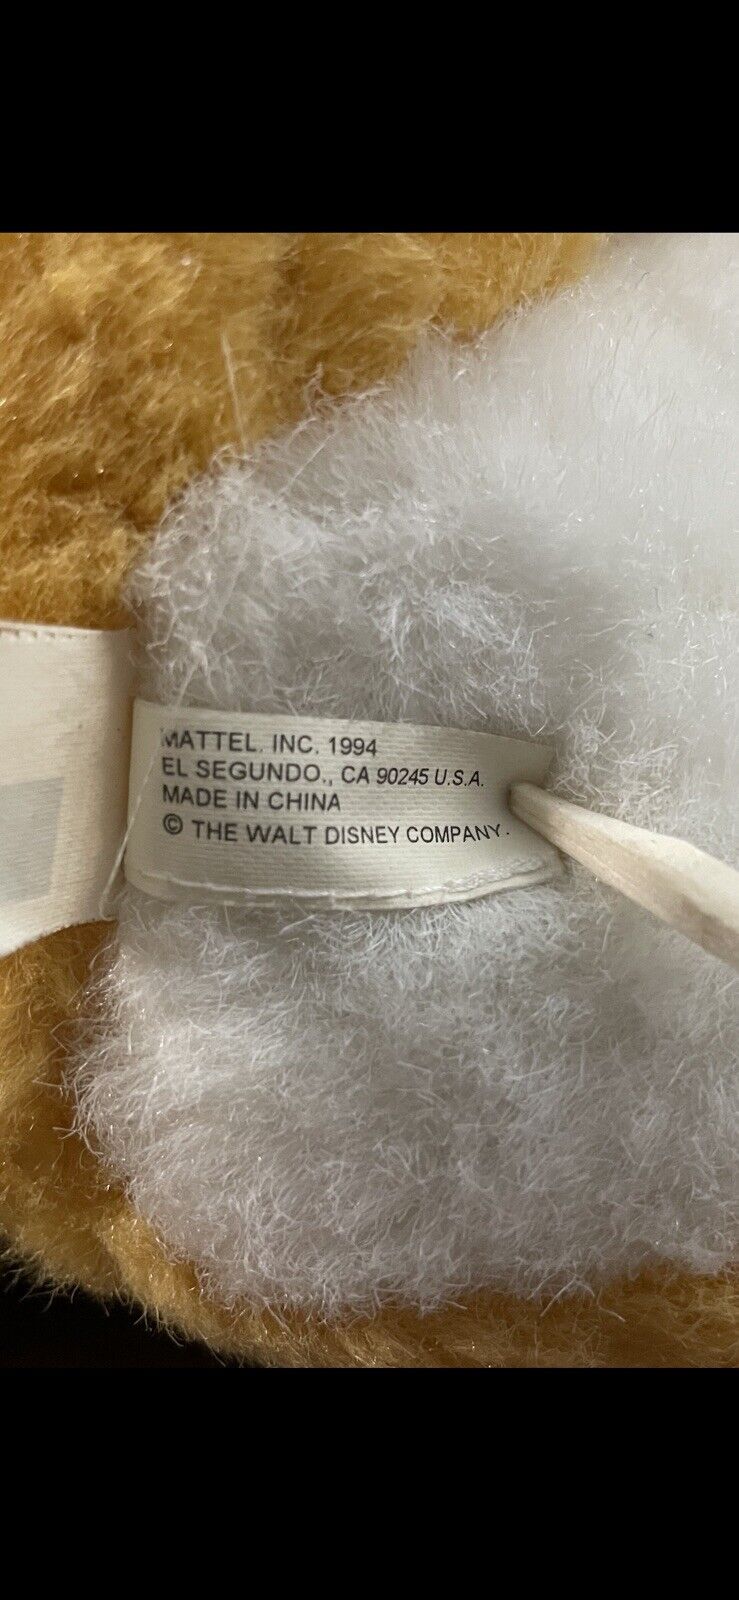 MATTEL. INC. 1994
EL SEGUNDO., CA 90245 U.S.A.
MADE IN CHINA
© THE WALT DISNEY COMPANY.